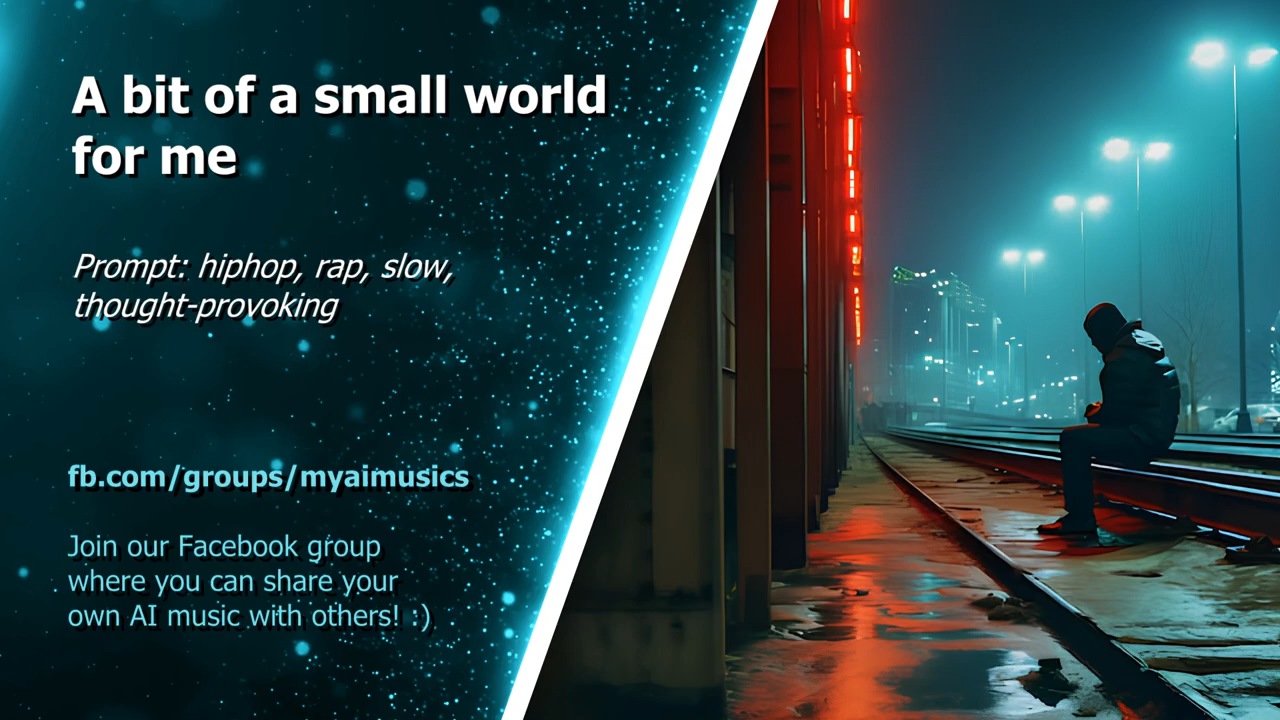 A bit of a small world
for me
Prompt: hiphop, rap, slow,
thought-provoking
fb.com/groups/myaimusics
Join our Facebook group
where you can share your
own AI music with others! :)